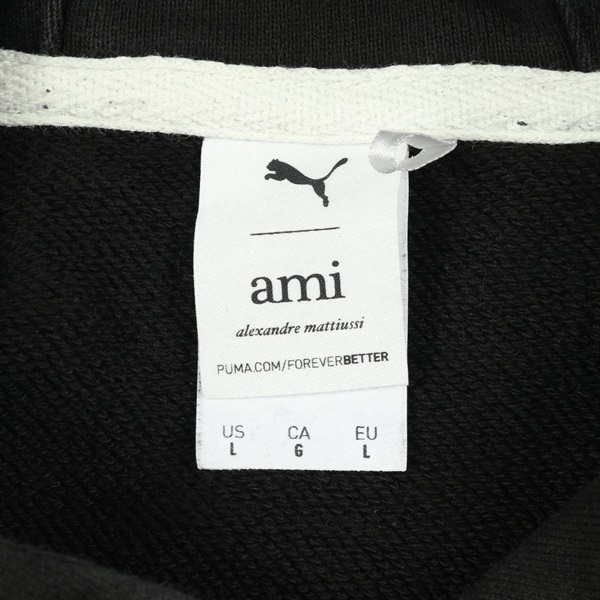 ami
alexandre mattiussi
PUMA.COM/FOREVERBETTER
US CA EU
L G L